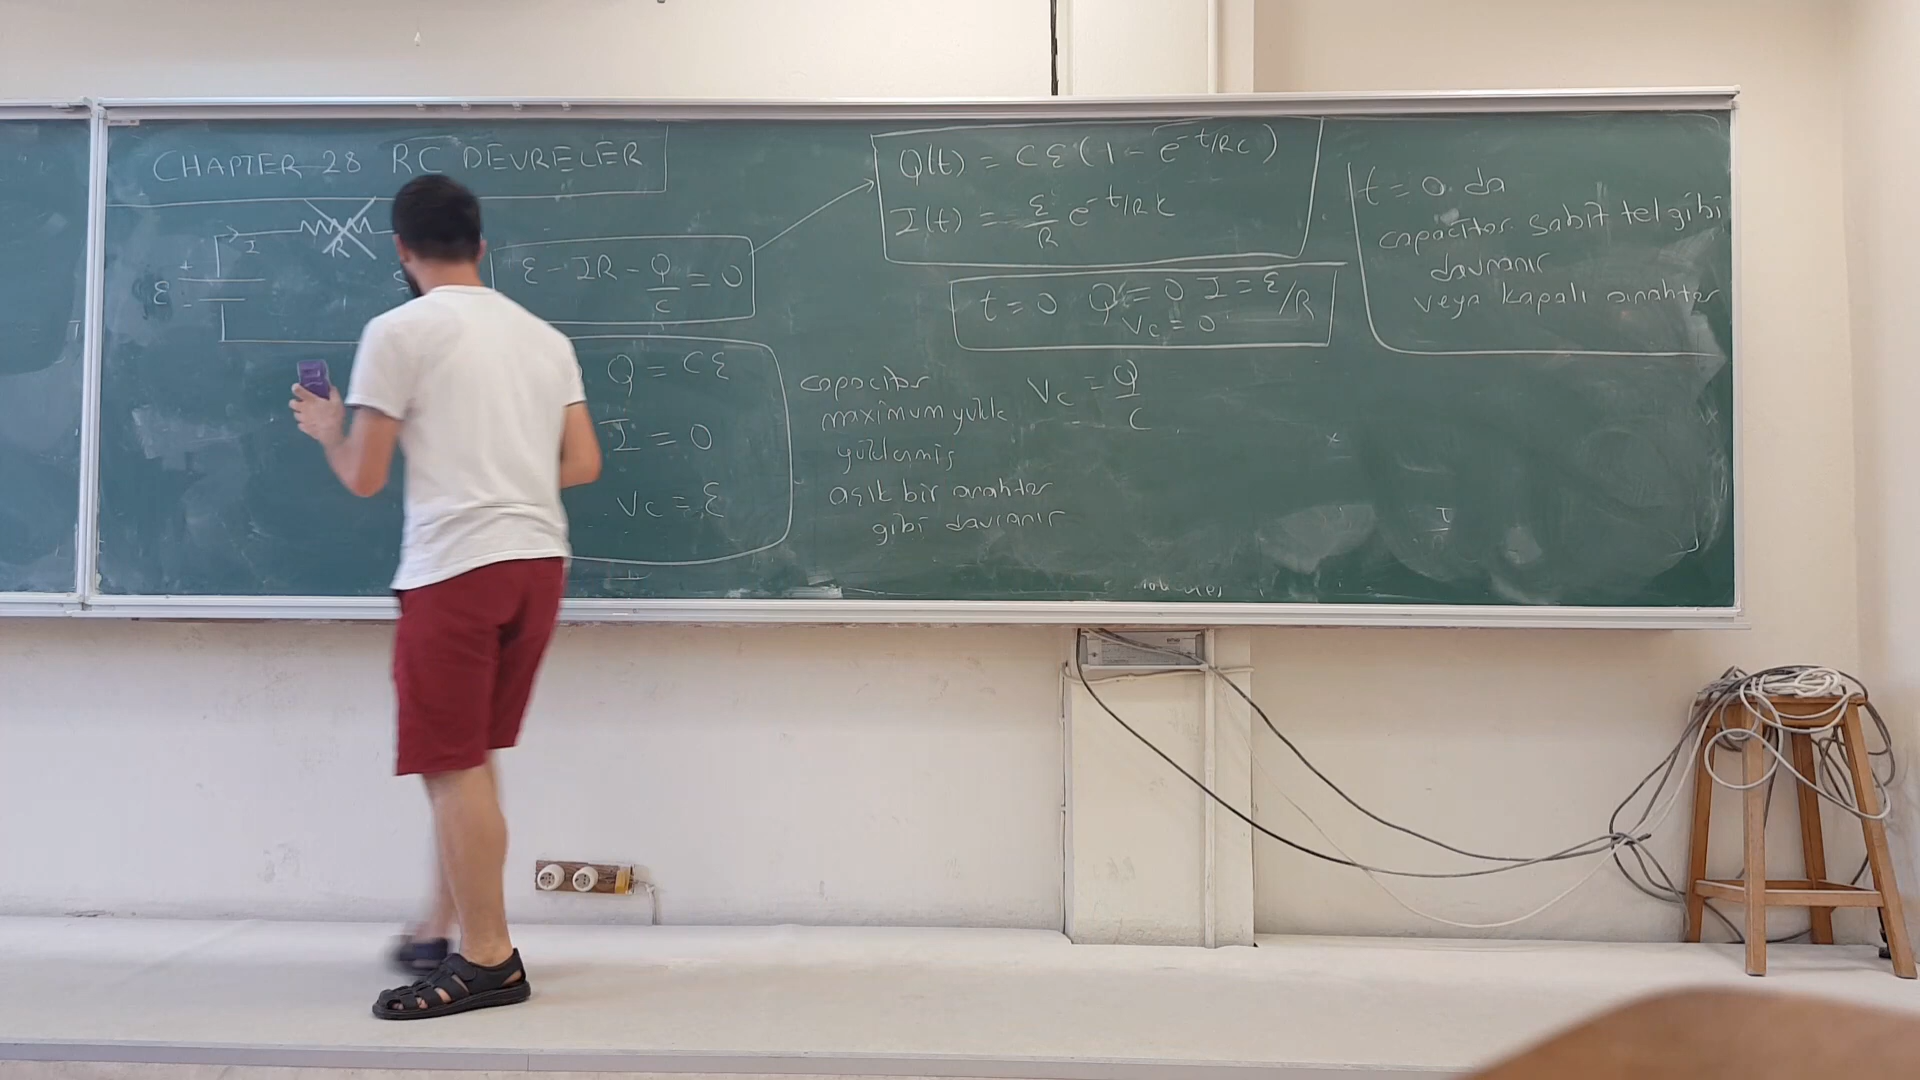 CHAPTER 28 RC DEVRELER
I
R
+
ε
-
ε - IR - Q/C = 0
Q = Cε
I = 0
Vc = ε
capacitor
maximum yükle
yüklenmiş
açık bir anahtar
gibi davranır
Q(t) = Cε(1 - e^-t/RC)
I(t) = ε/R e^-t/RC
t = 0 Q = 0 I = ε/R
Vc = 0
Vc = Q/C
t = 0 da
capacitor sabit tel gibi
davranır
veya kapalı anahtar
I